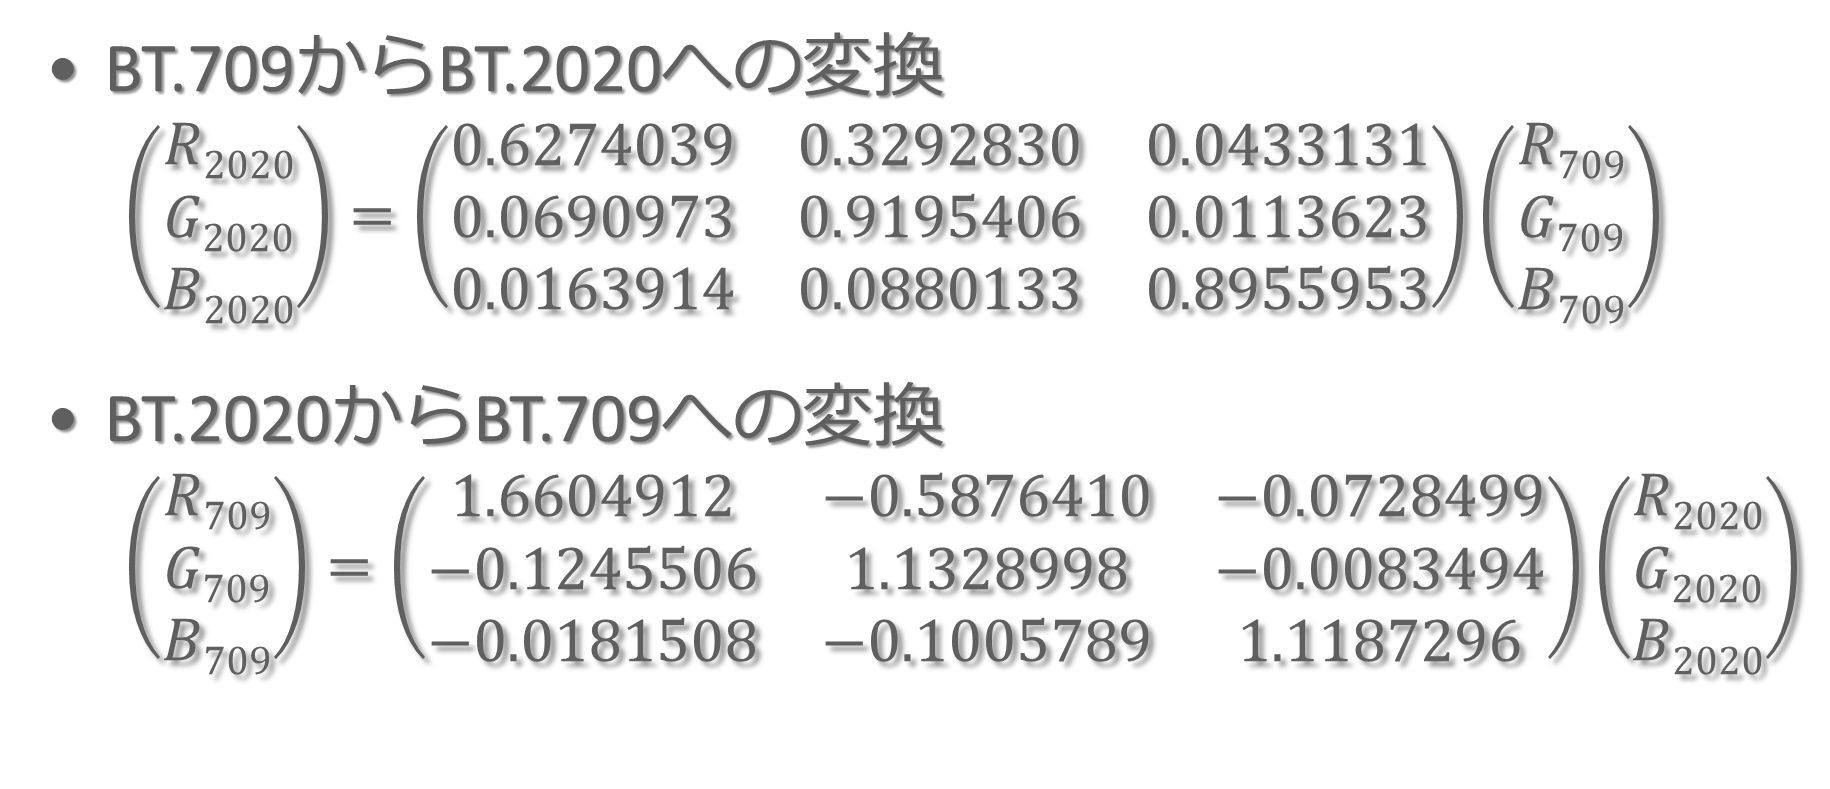 • BT.709からBT.2020への変換
(R₂₀₂₀ G₂₀₂₀ B₂₀₂₀) = (0.6274039 0.3292830 0.0433131
0.0690973 0.9195406 0.0113623
0.0163914 0.0880133 0.8955953) (R₇₀₉ G₇₀₉ B₇₀₉)
• BT.2020からBT.709への変換
(R₇₀₉ G₇₀₉ B₇₀₉) = (1.6604912 −0.5876410 −0.0728499
−0.1245506 1.1328998 −0.0083494
−0.0181508 −0.1005789 1.1187296) (R₂₀₂₀ G₂₀₂₀ B₂₀₂₀)